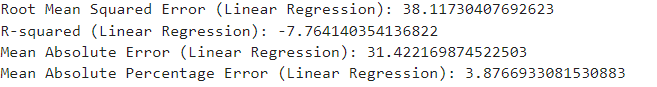 Root Mean Squared Error (Linear Regression): 38.11730407692623
R-squared (Linear Regression): -7.764140354136822
Mean Absolute Error (Linear Regression): 31.422169874522503
Mean Absolute Percentage Error (Linear Regression): 3.8766933081530883